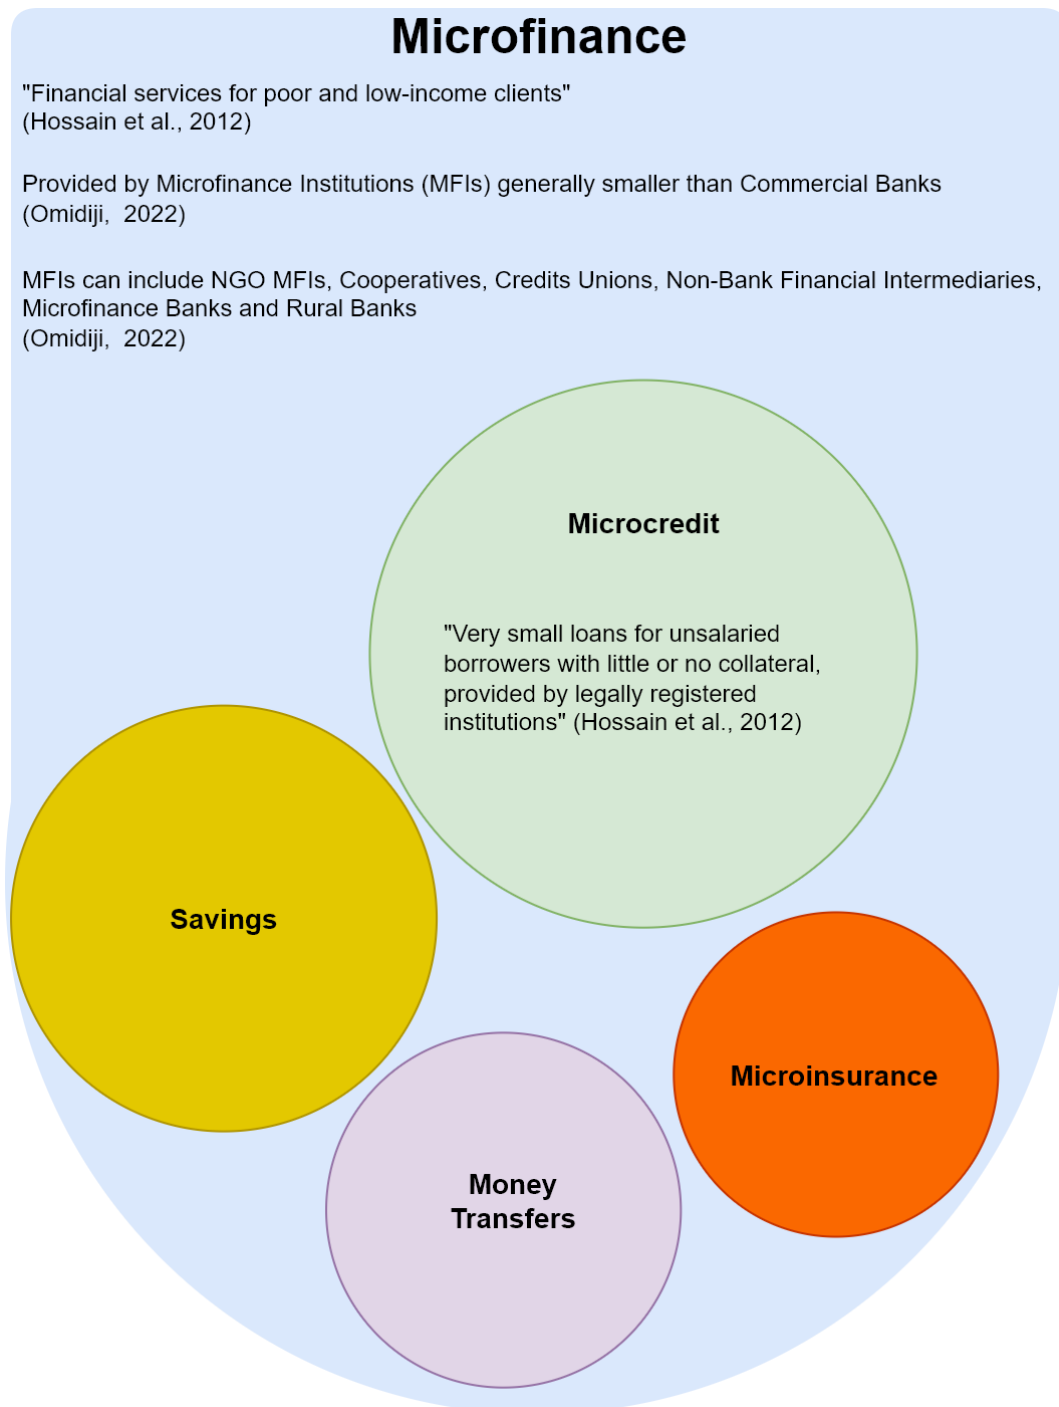 Microfinance
"Financial services for poor and low-income clients"
(Hossain et al., 2012)
Provided by Microfinance Institutions (MFIs) generally smaller than Commercial Banks
(Omidiji,  2022)
MFIs can include NGO MFIs, Cooperatives, Credits Unions, Non-Bank Financial Intermediaries,
Microfinance Banks and Rural Banks
(Omidiji,  2022)
Microcredit
"Very small loans for unsalaried
borrowers with little or no collateral,
provided by legally registered
institutions" (Hossain et al., 2012)
Savings
Microinsurance
Money
Transfers